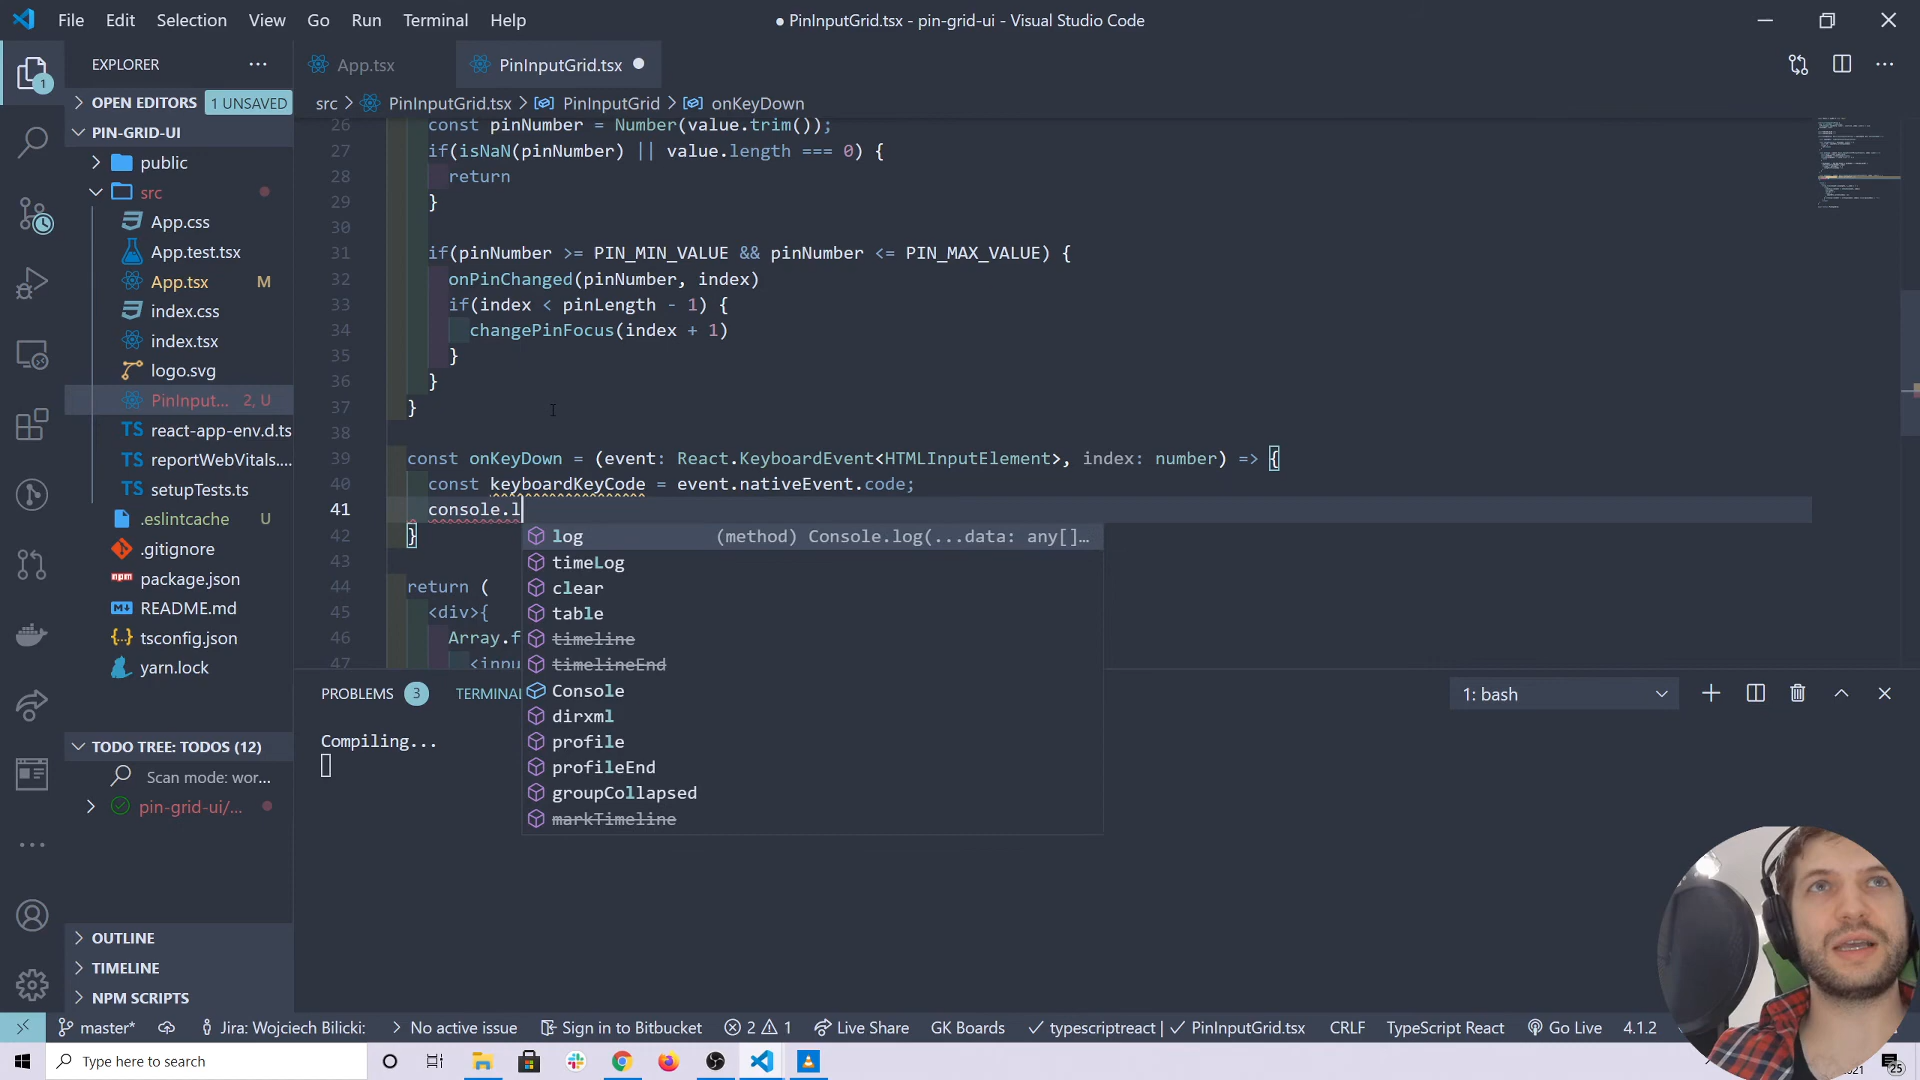 File Edit Selection View Go Run Terminal Help
● PinInputGrid.tsx - pin-grid-ui - Visual Studio Code
EXPLORER
OPEN EDITORS 1 UNSAVED
PIN-GRID-UI
public
src
App.css
App.test.tsx
App.tsx M
index.css
index.tsx
logo.svg
PinInput... 2, U
react-app-env.d.ts
reportWebVitals....
setupTests.ts
.eslintcache U
.gitignore
package.json
README.md
tsconfig.json
yarn.lock
TODO TREE: TODOS (12)
Scan mode: wor...
pin-grid-ui/...
OUTLINE
TIMELINE
NPM SCRIPTS
App.tsx
PinInputGrid.tsx
src > PinInputGrid.tsx > PinInputGrid > onKeyDown
26 const pinNumber = Number(value.trim());
27 if(isNaN(pinNumber) || value.length === 0) {
28 return
29 }
30
31 if(pinNumber >= PIN_MIN_VALUE && pinNumber <= PIN_MAX_VALUE) {
32 onPinChanged(pinNumber, index)
33 if(index < pinLength - 1) {
34 changePinFocus(index + 1)
35 }
36 }
37 }
38
39 const onKeyDown = (event: React.KeyboardEvent<HTMLInputElement>, index: number) => {
40 const keyboardKeyCode = event.nativeEvent.code;
41 console.l
42 }
43
44 return (
45 <div>{
46 Array.f
47 <inpu
log (method) Console.log(...data: any[]...
timeLog
clear
table
timeline
timelineEnd
Console
dirxml
profile
profileEnd
groupCollapsed
markTimeline
PROBLEMS 3 TERMINAL
1: bash
Compiling...
master* Jira: Wojciech Bilicki: No active issue Sign in to Bitbucket 2 1 Live Share GK Boards typescriptreact | PinInputGrid.tsx CRLF TypeScript React Go Live 4.1.2
Type here to search
25